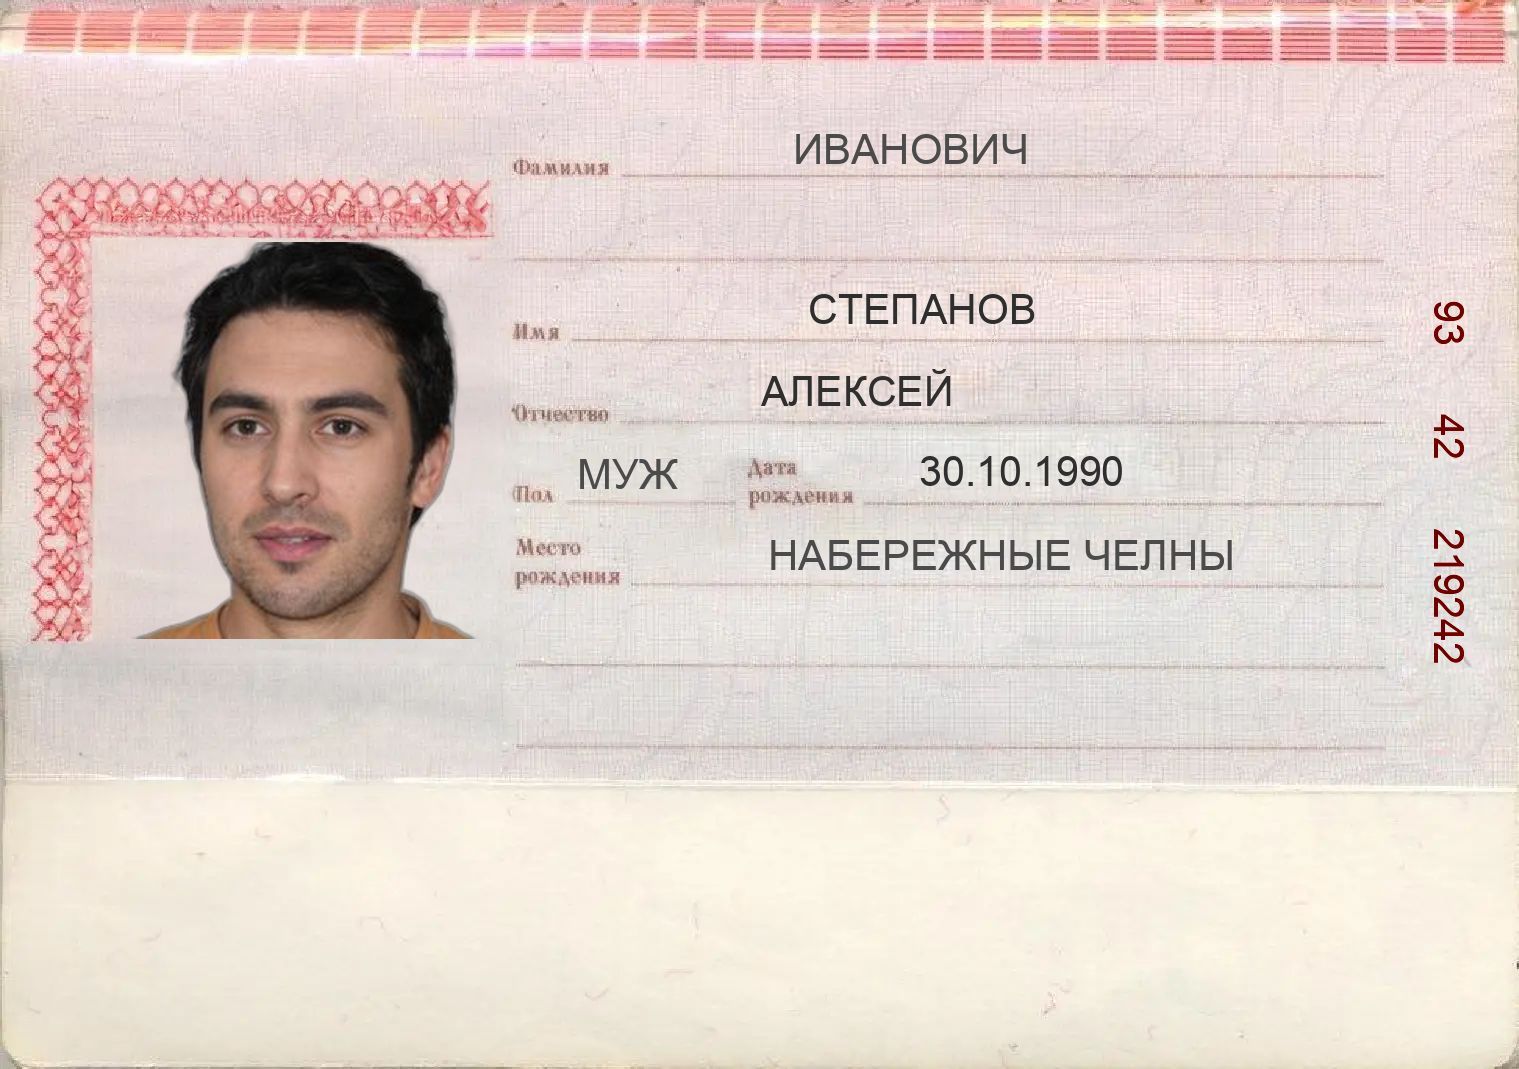 Фамилия ИВАНОВИЧ
Имя СТЕПАНОВ
Отчество АЛЕКСЕЙ
Пол МУЖ Дата рождения 30.10.1990
Место рождения НАБЕРЕЖНЫЕ ЧЕЛНЫ
93 42 219242